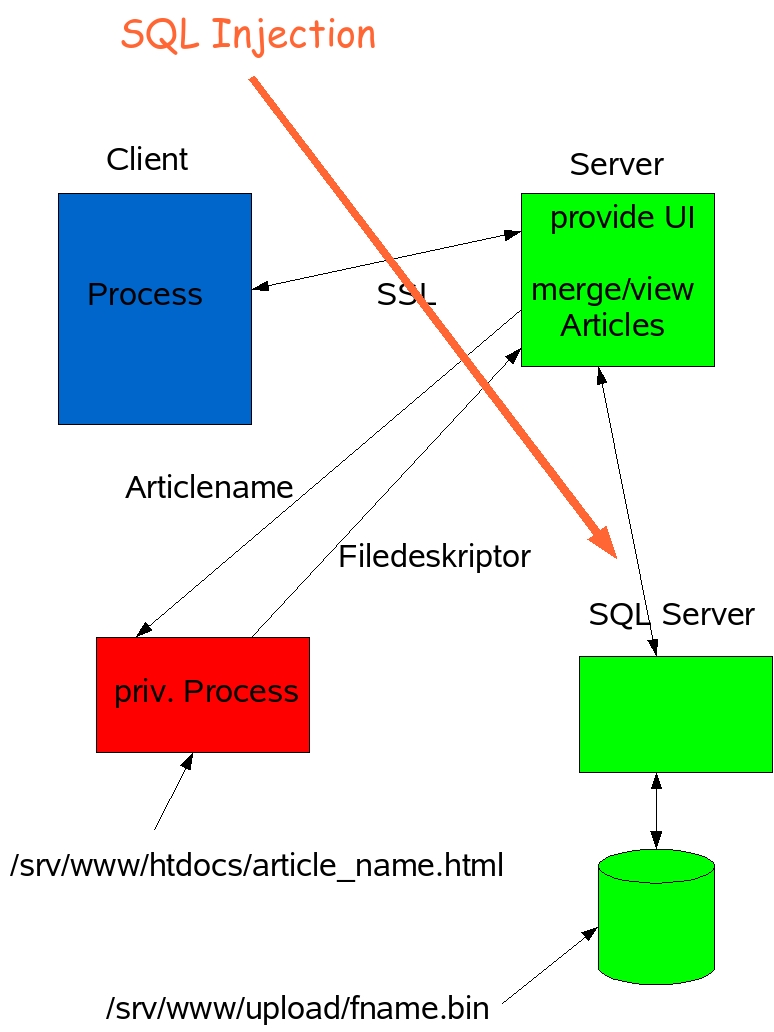 SQL Injection
Client
Server
provide UI
Process
SSL
merge/view
Articles
Articlename
Filedeskriptor
SQL Server
priv. Process
/srv/www/htdocs/article_name.html
/srv/www/upload/fname.bin